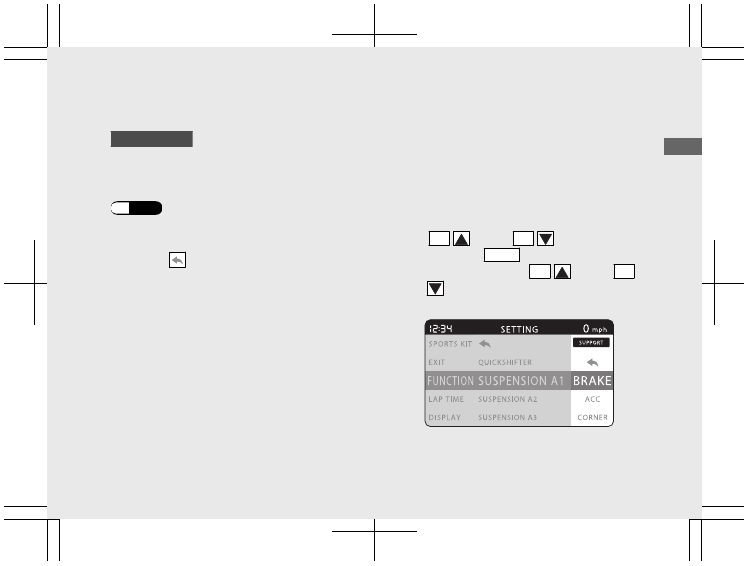 12:34 SETTING 0 mph
SPORTS KIT SUPPORT
EXIT QUICKSHIFTER
FUNCTION SUSPENSION A1 BRAKE
LAP TIME SUSPENSION A2 ACC
DISPLAY SUSPENSION A3 CORNER